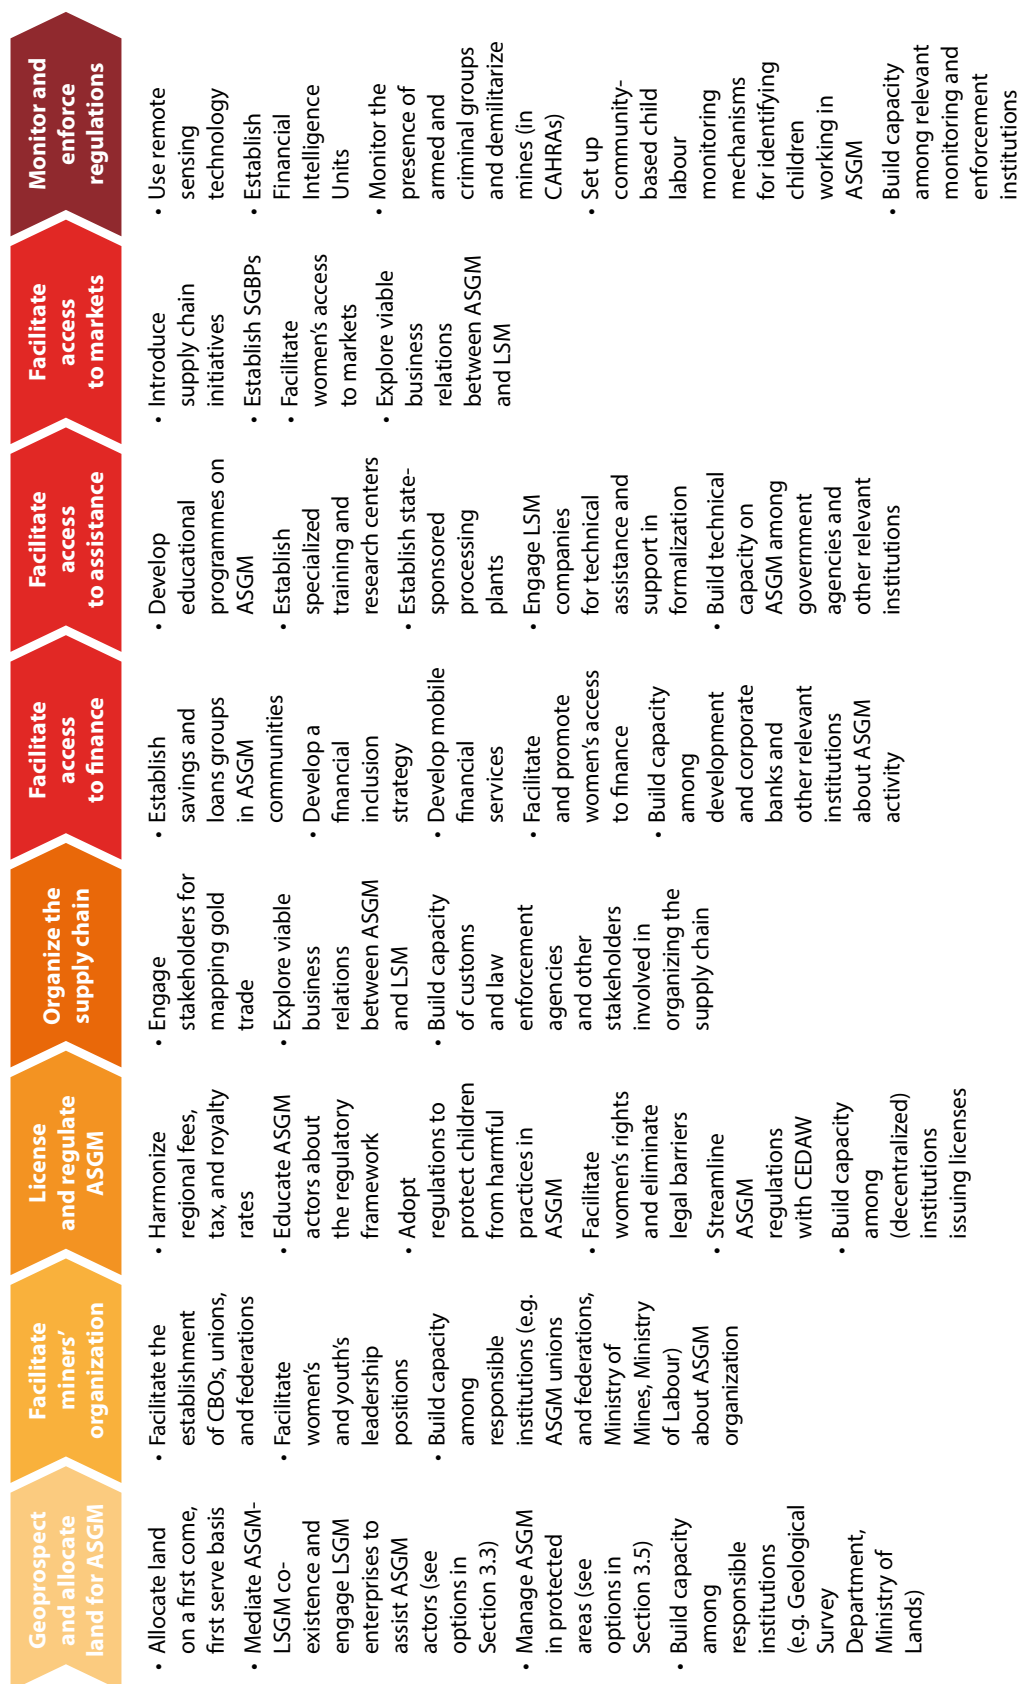 Geoprospect
and allocate
land for ASGM
• Allocate land
on a first come,
first serve basis
• Mediate ASGM-
LSGM co-
existence and
engage LSGM
enterprises to
assist ASGM
actors (see
options in
Section 3.3)
• Manage ASGM
in protected
areas (see
options in
Section 3.5)
• Build capacity
among
responsible
institutions
(e.g. Geological
Survey
Department,
Ministry of
Lands)
Facilitate
miners’
organization
• Facilitate the
establishment
of CBOs, unions,
and federations
• Facilitate
women’s
and youth’s
leadership
positions
• Build capacity
among
responsible
institutions (e.g.
ASGM unions
and federations,
Ministry of
Mines, Ministry
of Labour)
about ASGM
organization
License
and regulate
ASGM
• Harmonize
regional fees,
tax, and royalty
rates
• Educate ASGM
actors about
the regulatory
framework
• Adopt
regulations to
protect children
from harmful
practices in
ASGM
• Facilitate
women’s rights
and eliminate
legal barriers
• Streamline
ASGM
regulations
with CEDAW
• Build capacity
among
(decentralized)
institutions
issuing licenses
Organize the
supply chain
• Engage
stakeholders for
mapping gold
trade
• Explore viable
business
relations
between ASGM
and LSM
• Build capacity
of customs
and law
enforcement
agencies
and other
stakeholders
involved in
organizing the
supply chain
Facilitate
access
to finance
• Establish
savings and
loans groups
in ASGM
communities
• Develop a
financial
inclusion
strategy
• Develop mobile
financial
services
• Facilitate
and promote
women’s access
to finance
• Build capacity
among
development
and corporate
banks and
other relevant
institutions
about ASGM
activity
Facilitate
access
to assistance
• Develop
educational
programmes on
ASGM
• Establish
specialized
training and
research centers
• Establish state-
sponsored
processing
plants
• Engage LSM
companies
for technical
assistance and
support in
formalization
• Build technical
capacity on
ASGM among
government
agencies and
other relevant
institutions
Facilitate
access
to markets
• Introduce
supply chain
initiatives
• Establish SGBPs
• Facilitate
women’s access
to markets
• Explore viable
business
relations
between ASGM
and LSM
Monitor and
enforce
regulations
• Use remote
sensing
technology
• Establish
Financial
Intelligence
Units
• Monitor the
presence of
armed and
criminal groups
and demilitarize
mines (in
CAHRAs)
• Set up
community-
based child
labour
monitoring
mechanisms
for identifying
children
working in
ASGM
• Build capacity
among relevant
monitoring and
enforcement
institutions